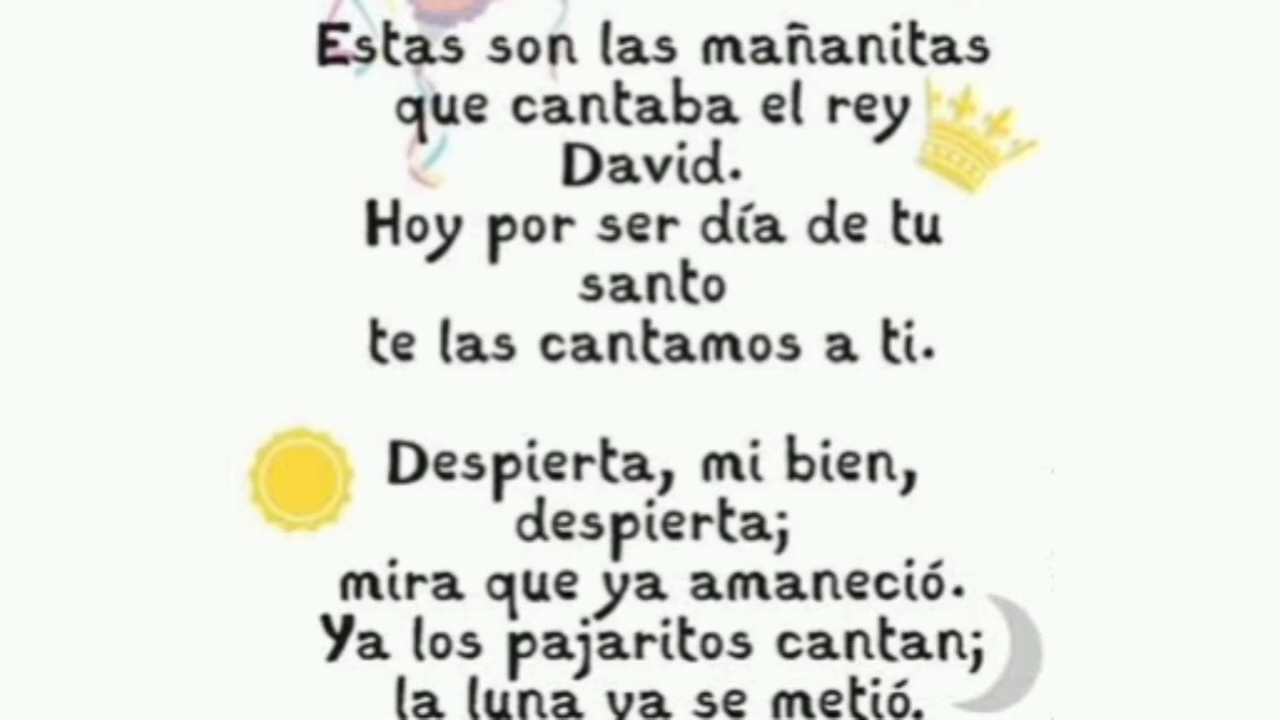 Estas son las mañanitas
que cantaba el rey
David.
Hoy por ser día de tu
santo
te las cantamos a ti.
Despierta, mi bien,
despierta;
mira que ya amaneció.
Ya los pajaritos cantan;
la luna ya se metió.